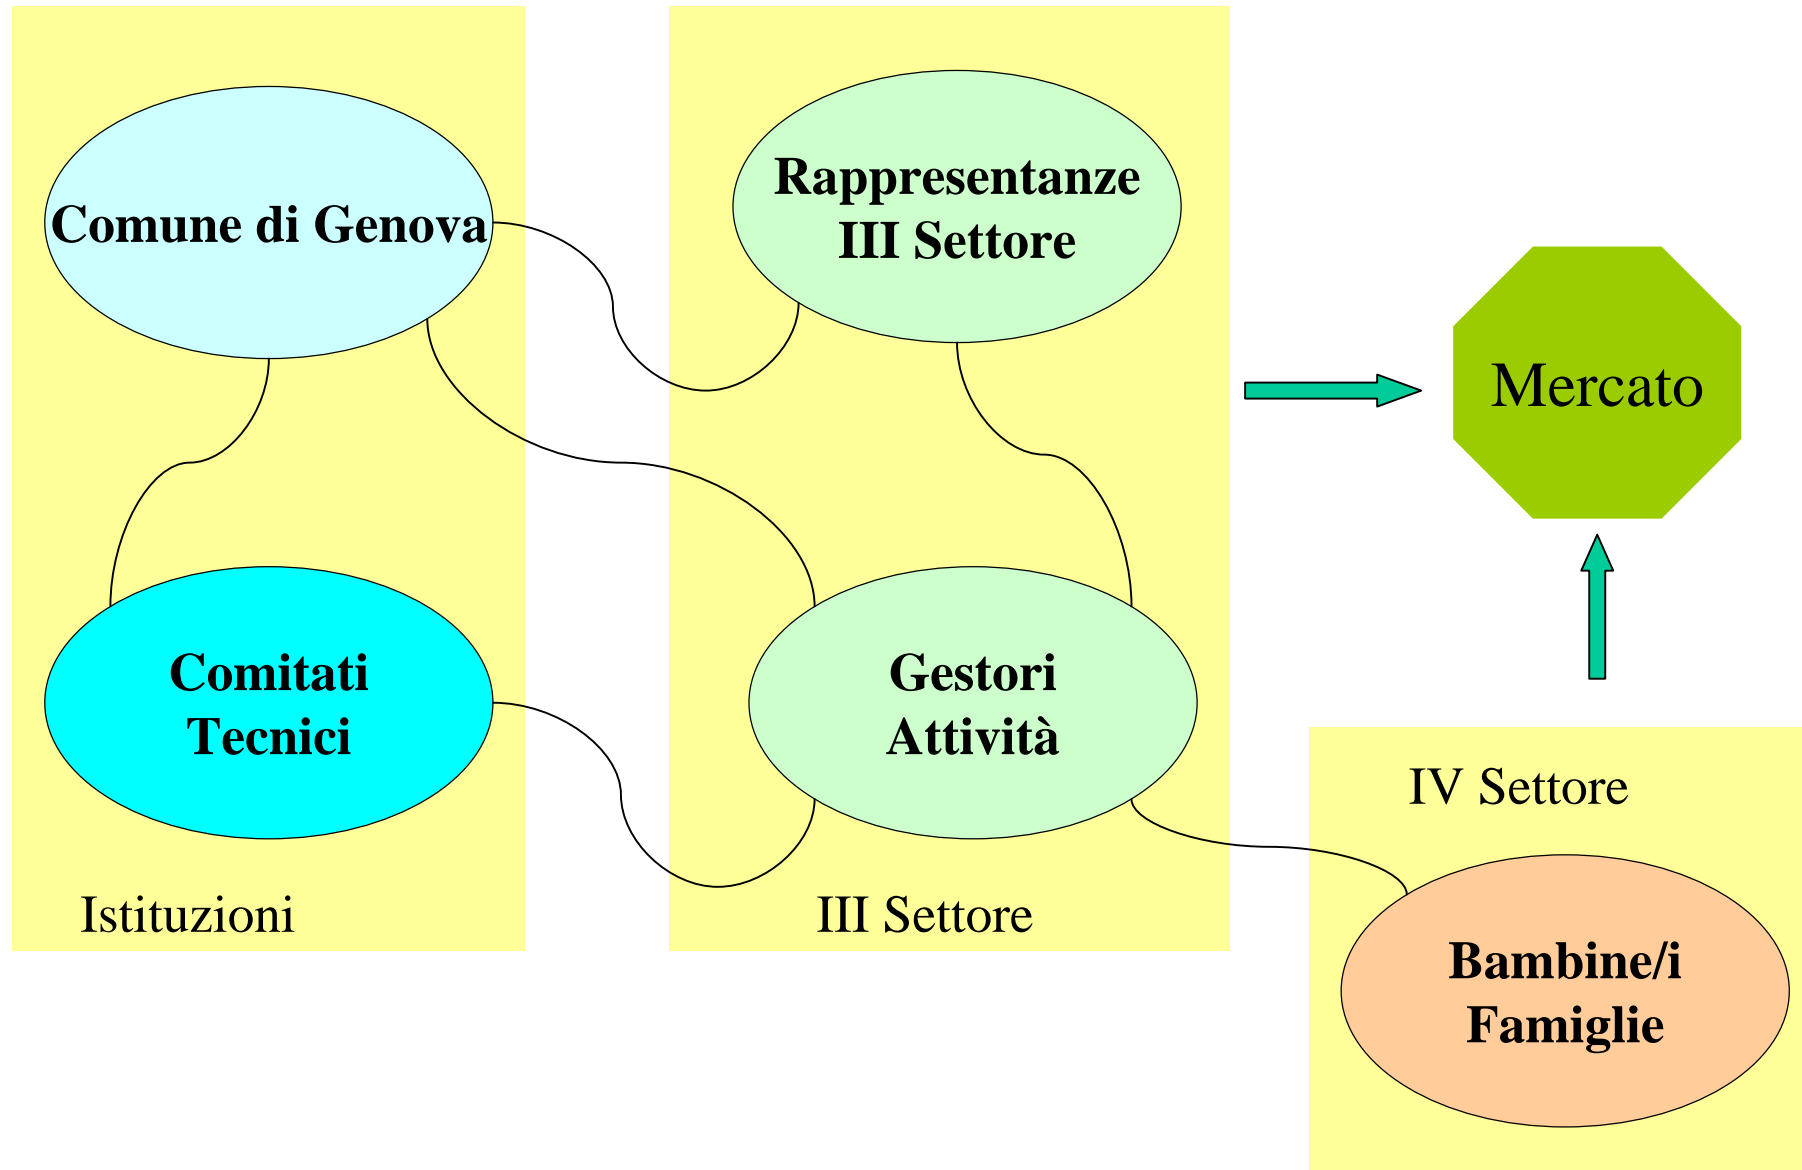 Comune di Genova
Rappresentanze
III Settore
Mercato
Comitati
Tecnici
Gestori
Attività
Istituzioni
III Settore
IV Settore
Bambine/i
Famiglie